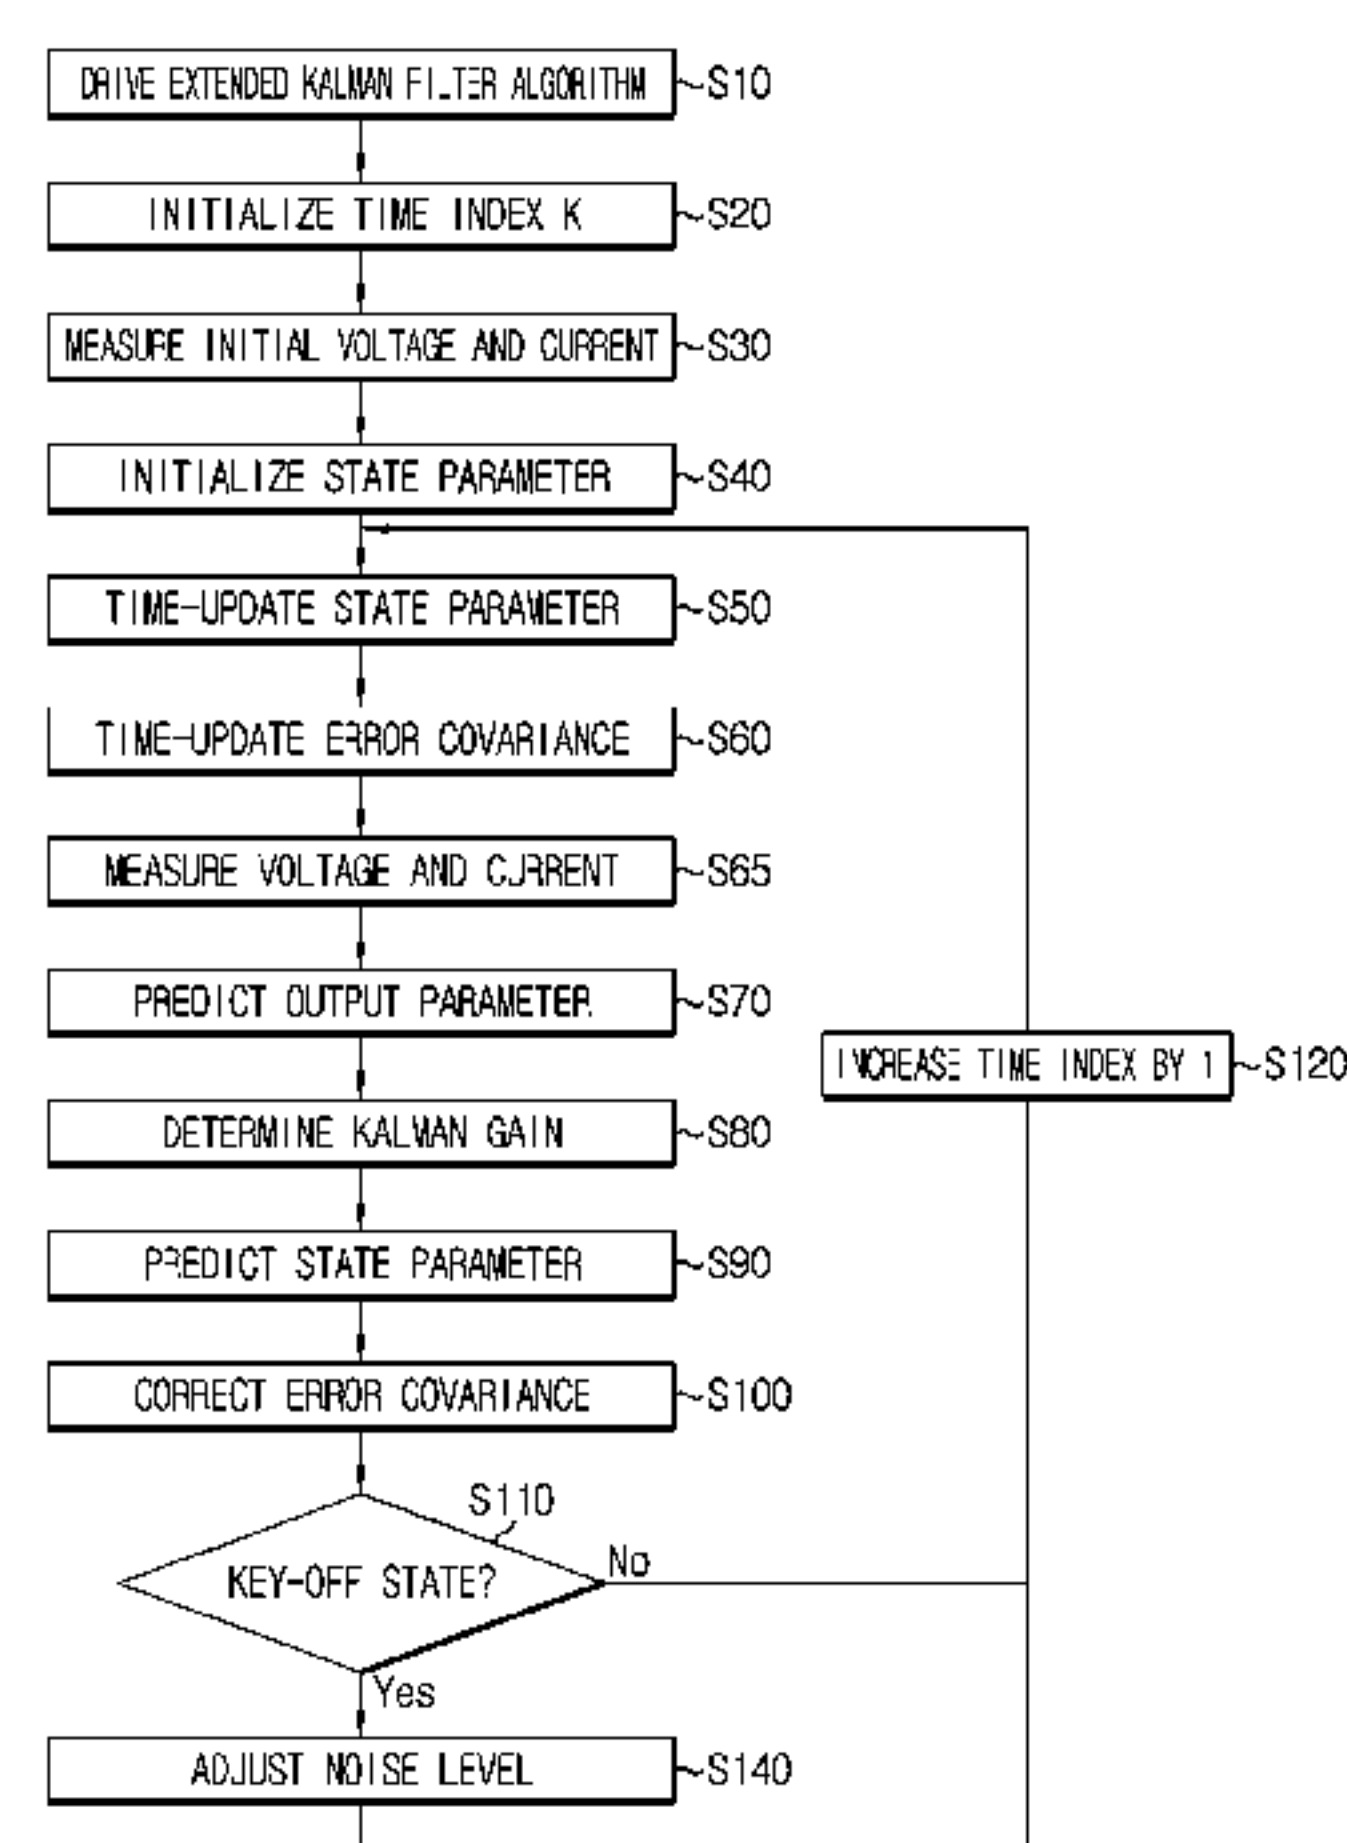 DRIVE EXTENDED KALMAN FILTER ALGORITHM S10
INITIALIZE TIME INDEX K S20
MEASURE INITIAL VOLTAGE AND CURRENT S30
INITIALIZE STATE PARAMETER S40
TIME-UPDATE STATE PARAMETER S50
TIME-UPDATE ERROR COVARIANCE S60
MEASURE VOLTAGE AND CURRENT S65
PREDICT OUTPUT PARAMETER S70
INCREASE TIME INDEX BY 1 S120
DETERMINE KALMAN GAIN S80
PREDICT STATE PARAMETER S90
CORRECT ERROR COVARIANCE S100
S110
KEY-OFF STATE? No
Yes
ADJUST NOISE LEVEL S140